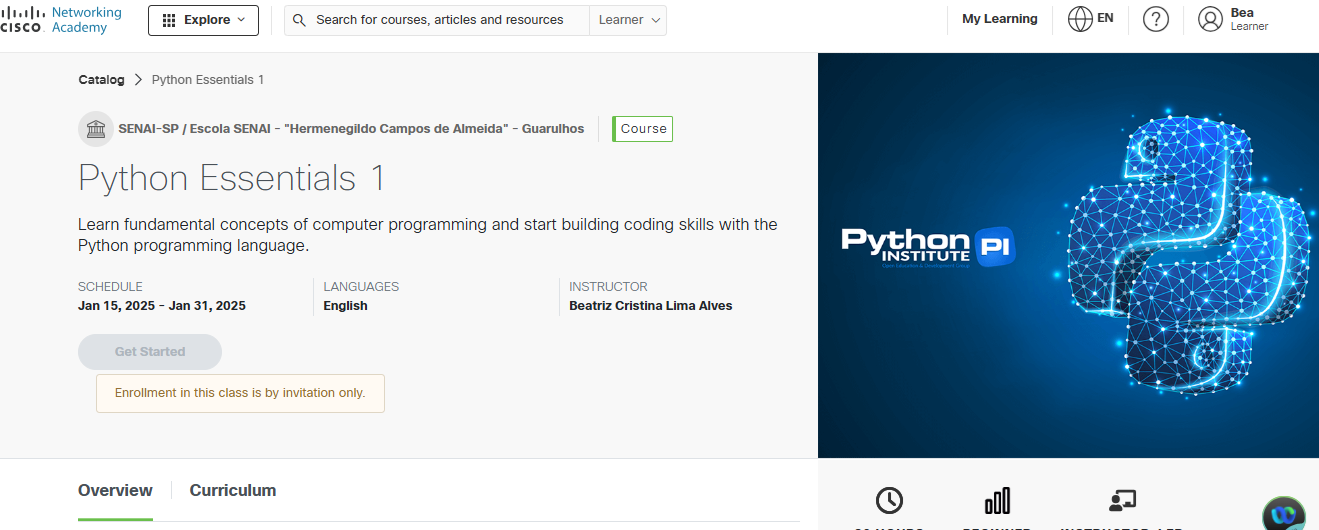 Networking
Academy
CISCO
Explore
Search for courses, articles and resources
Learner
My Learning
EN
?
Bea
Learner
Catalog > Python Essentials 1
SENAI-SP / Escola SENAI - "Hermenegildo Campos de Almeida" - Guarulhos
Course
Python Essentials 1
Learn fundamental concepts of computer programming and start building coding skills with the
Python programming language.
SCHEDULE
Jan 15, 2025 - Jan 31, 2025
LANGUAGES
English
INSTRUCTOR
Beatriz Cristina Lima Alves
Get Started
Enrollment in this class is by invitation only.
Python
INSTITUTE
PI
Open Education & Development Group
Overview
Curriculum